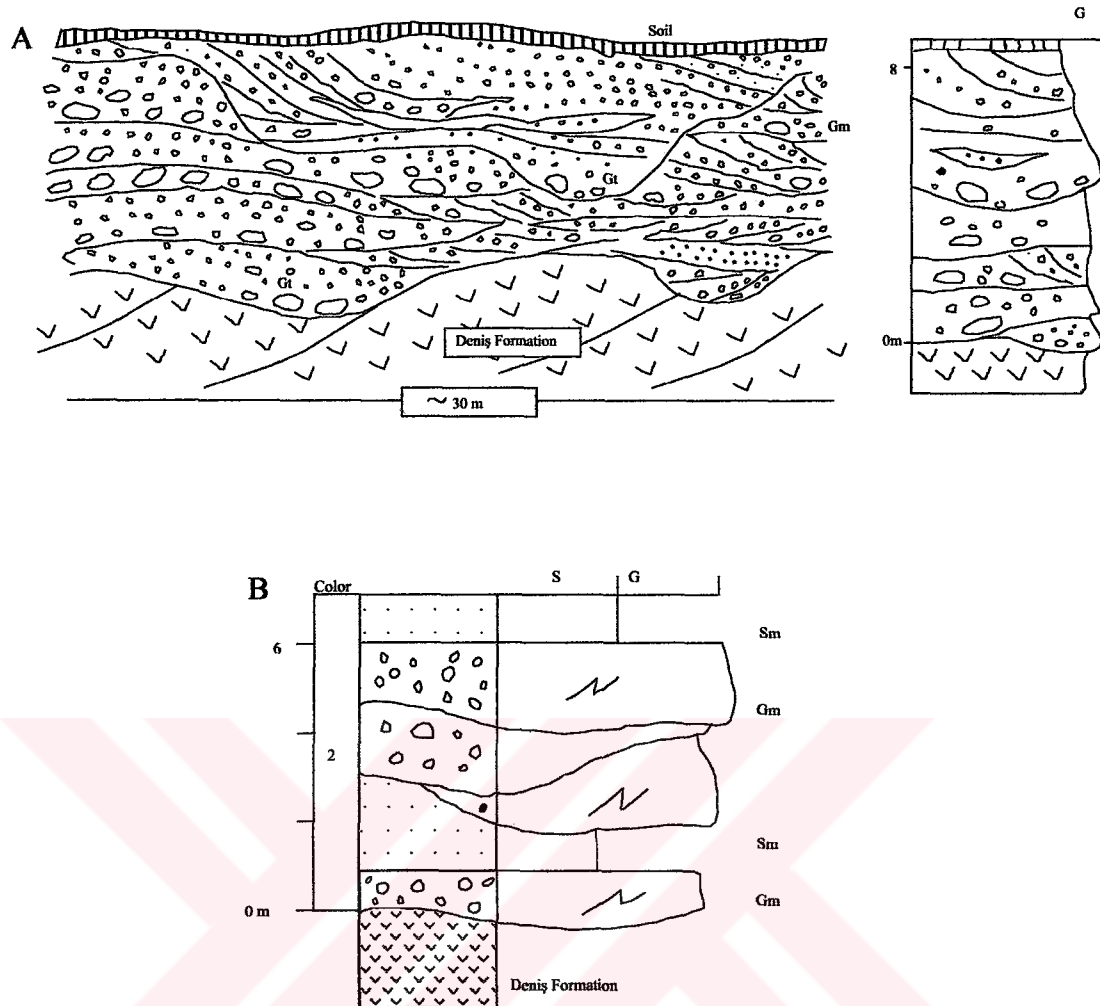 A
Soil
G
8
Gm
Gt
Gt
0m
Deniş Formation
~ 30 m
B
Color
S
G
Sm
6
Gm
2
Sm
Gm
0 m
Deniş Formation